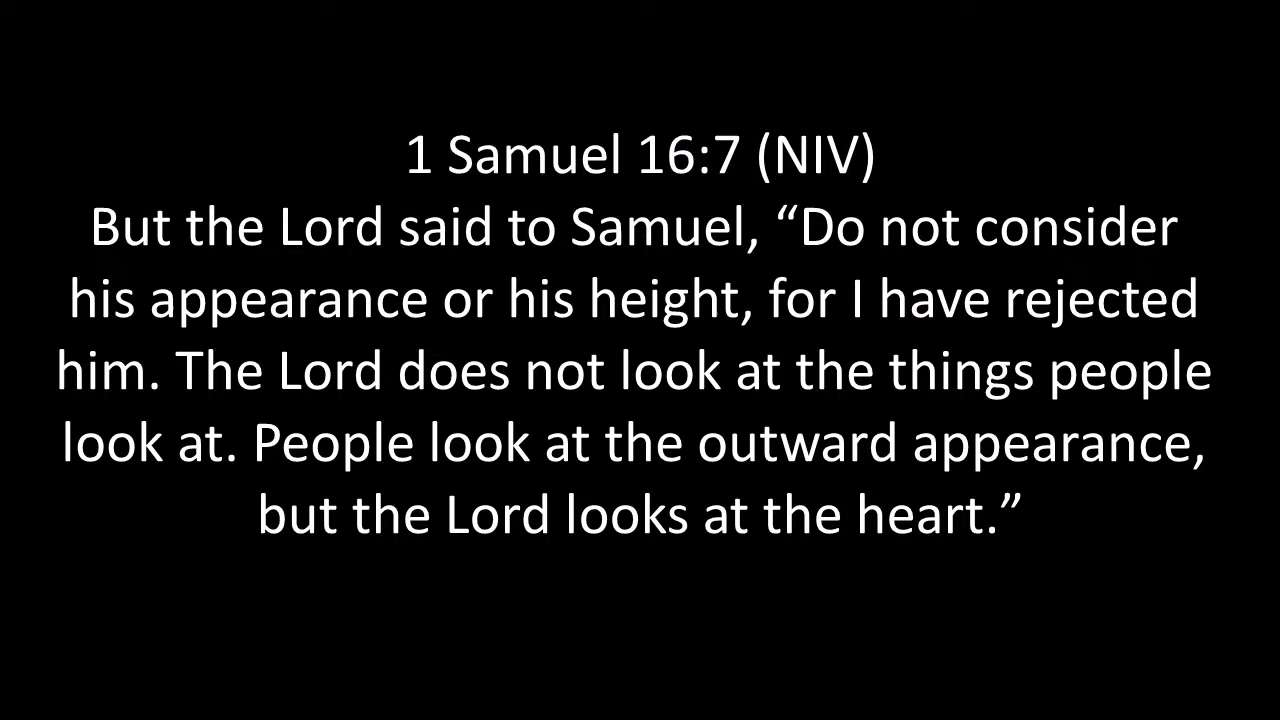 1 Samuel 16:7 (NIV)
But the Lord said to Samuel, “Do not consider
his appearance or his height, for I have rejected
him. The Lord does not look at the things people
look at. People look at the outward appearance,
but the Lord looks at the heart.”